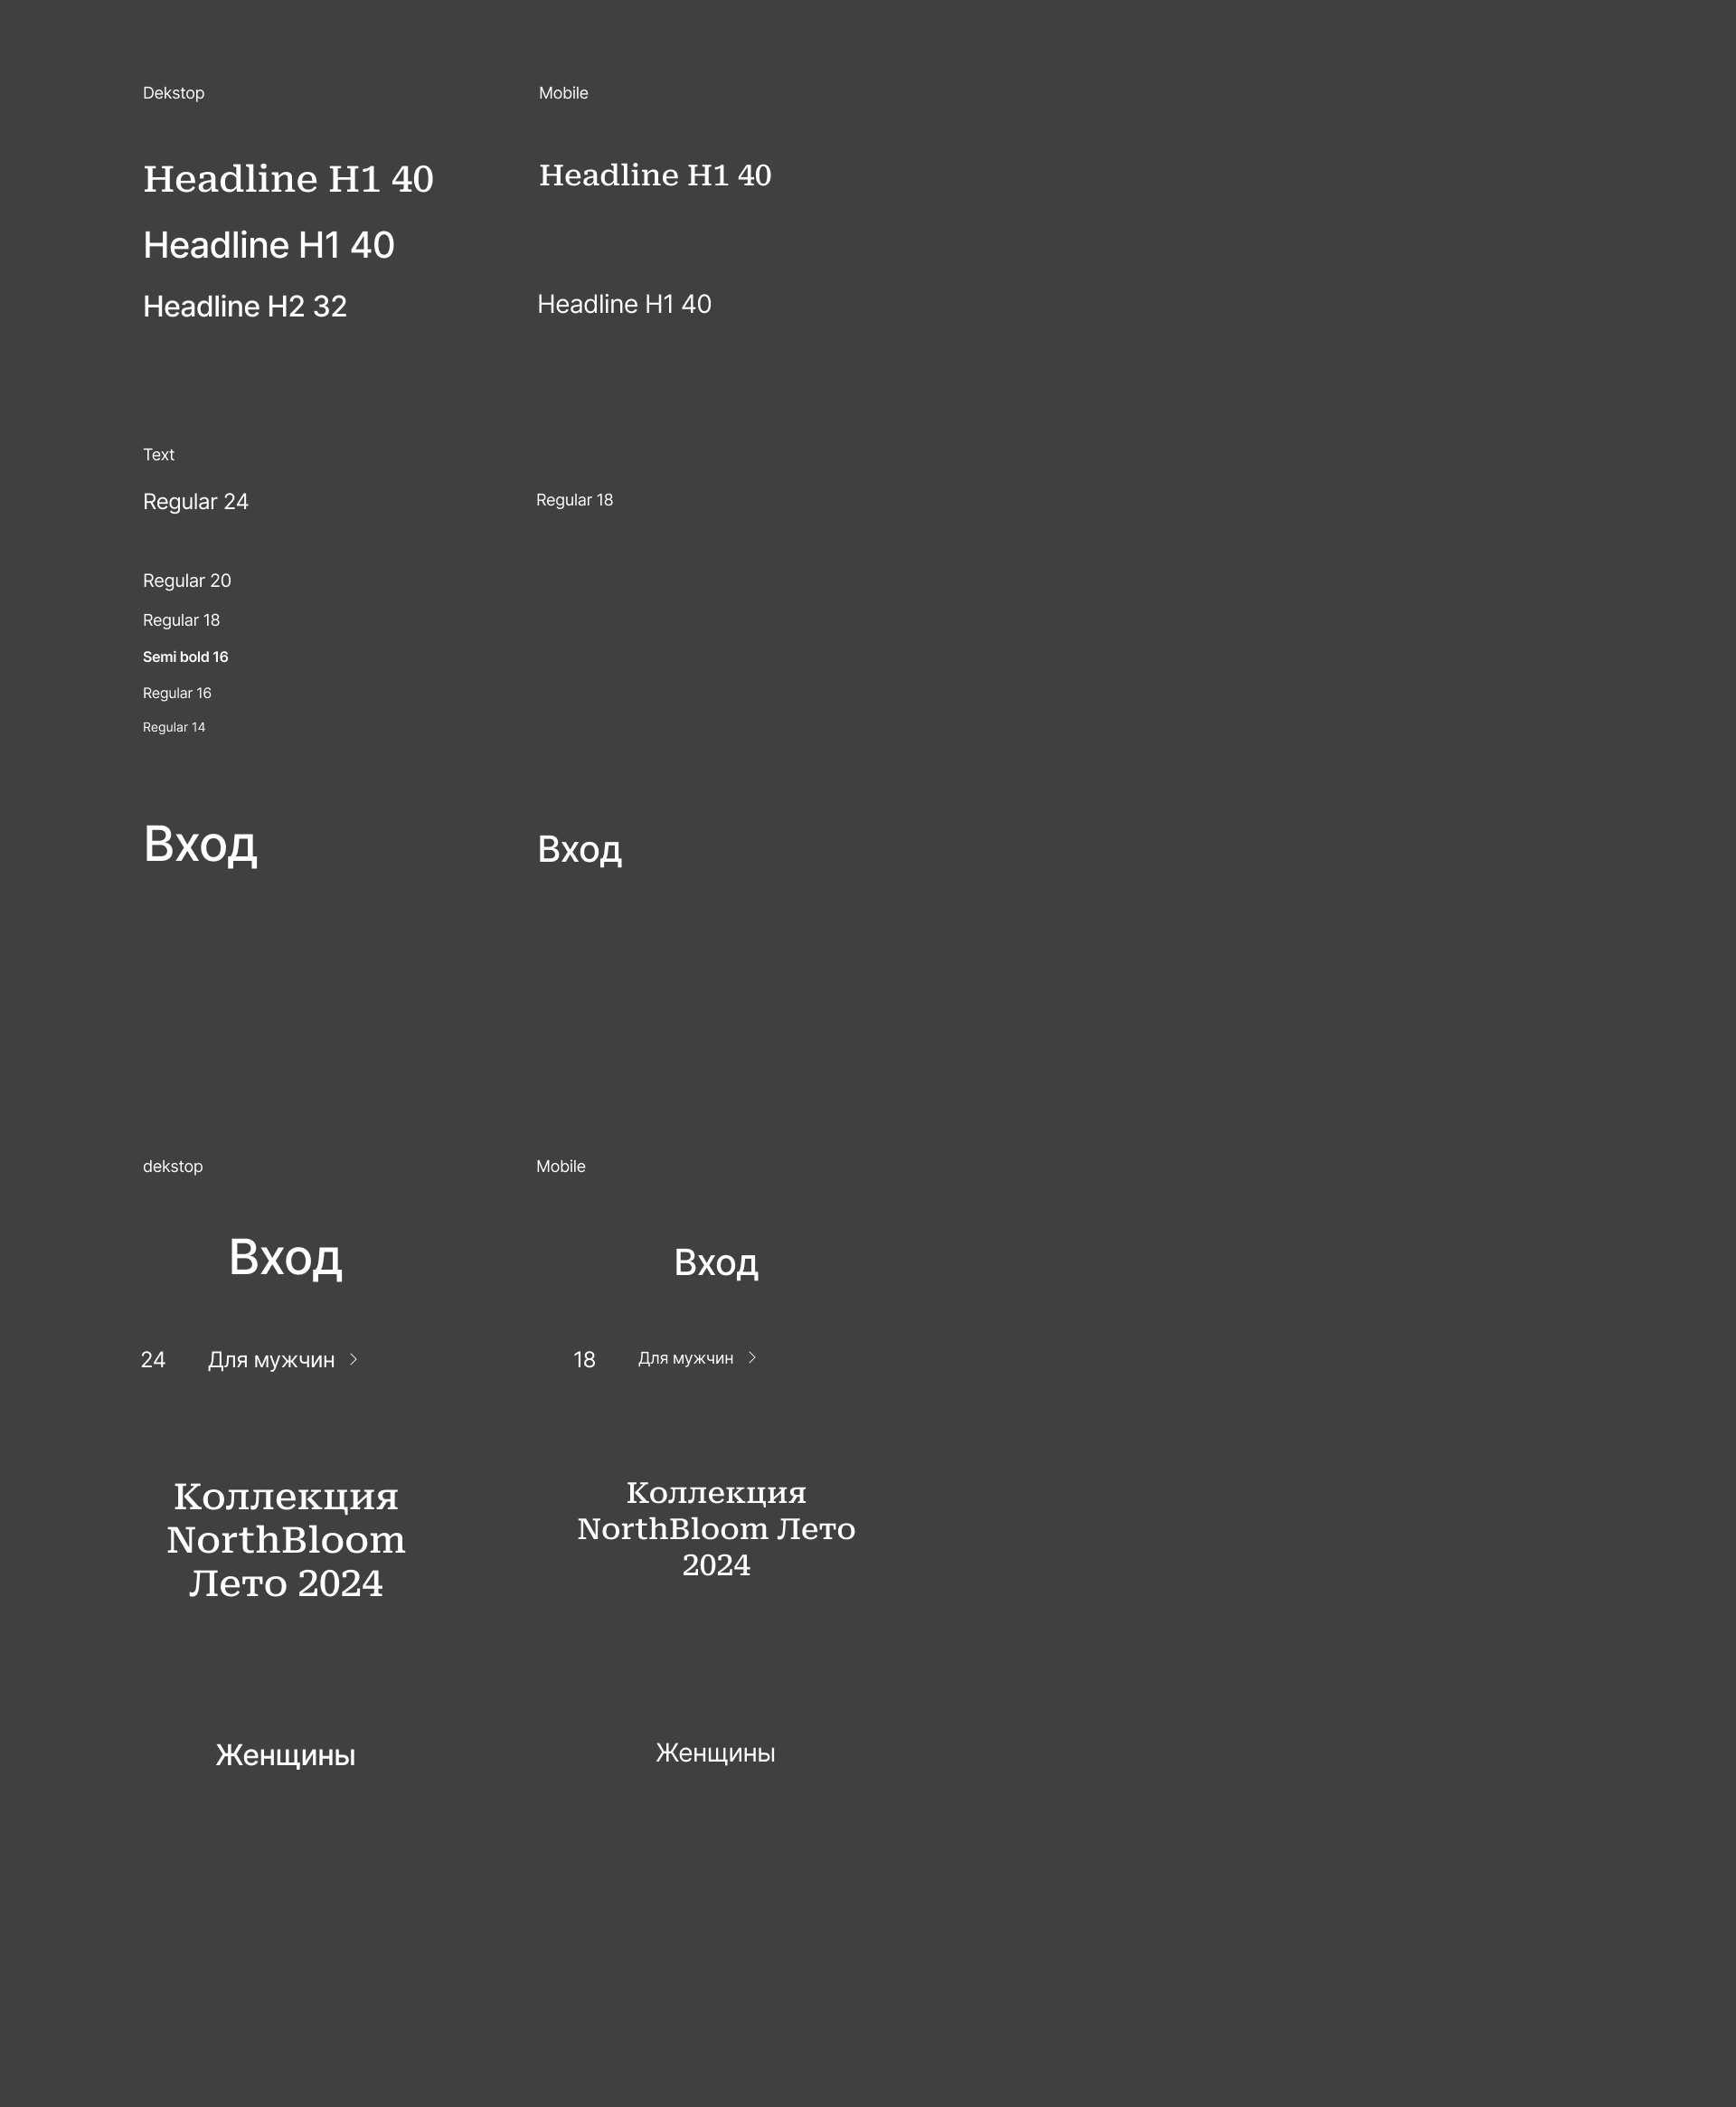 Dekstop
Mobile
Headline H1 40
Headline H1 40
Headline H1 40
Headline H2 32
Headline H1 40
Text
Regular 24
Regular 18
Regular 20
Regular 18
Semi bold 16
Regular 16
Regular 14
Вход
Вход
dekstop
Mobile
Вход
Вход
24
Для мужчин
18
Для мужчин
Коллекция
NorthBloom
Лето 2024
Коллекция
NorthBloom Лето
2024
Женщины
Женщины